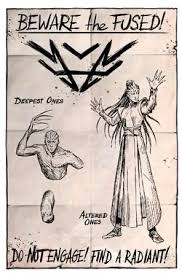 BEWARE the FUSED!
DEEPEST ONES
ALTERED
ONES
DO NOT ENGAGE! FIND A RADIANT!